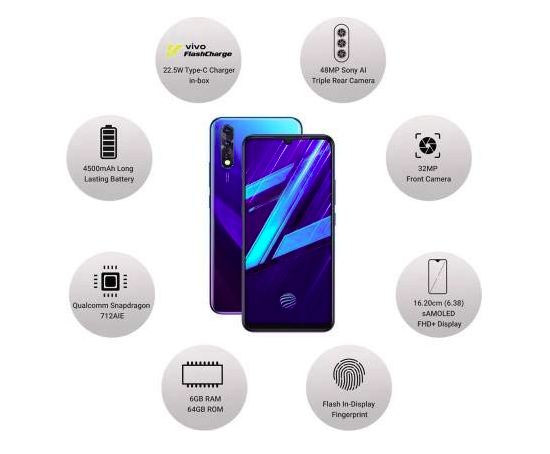 vivo
FlashCharge
22.5W Type-C Charger
in-box
48MP Sony AI
Triple Rear Camera
4500mAh Long
Lasting Battery
32MP
Front Camera
Qualcomm Snapdragon
712AIE
16.20cm (6.38)
sAMOLED
FHD+ Display
6GB RAM
64GB ROM
Flash In-Display
Fingerprint